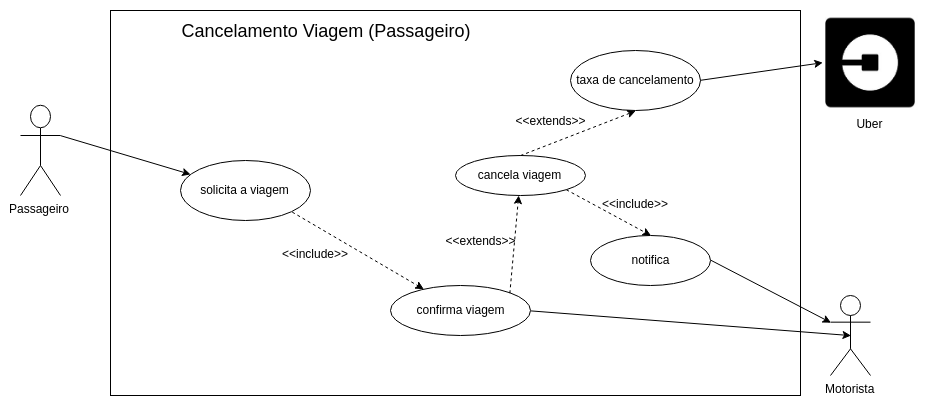 Cancelamento Viagem (Passageiro)
taxa de cancelamento
Uber
<<extends>>
Passageiro
solicita a viagem
cancela viagem
<<include>>
<<extends>>
<<include>>
notifica
confirma viagem
Motorista